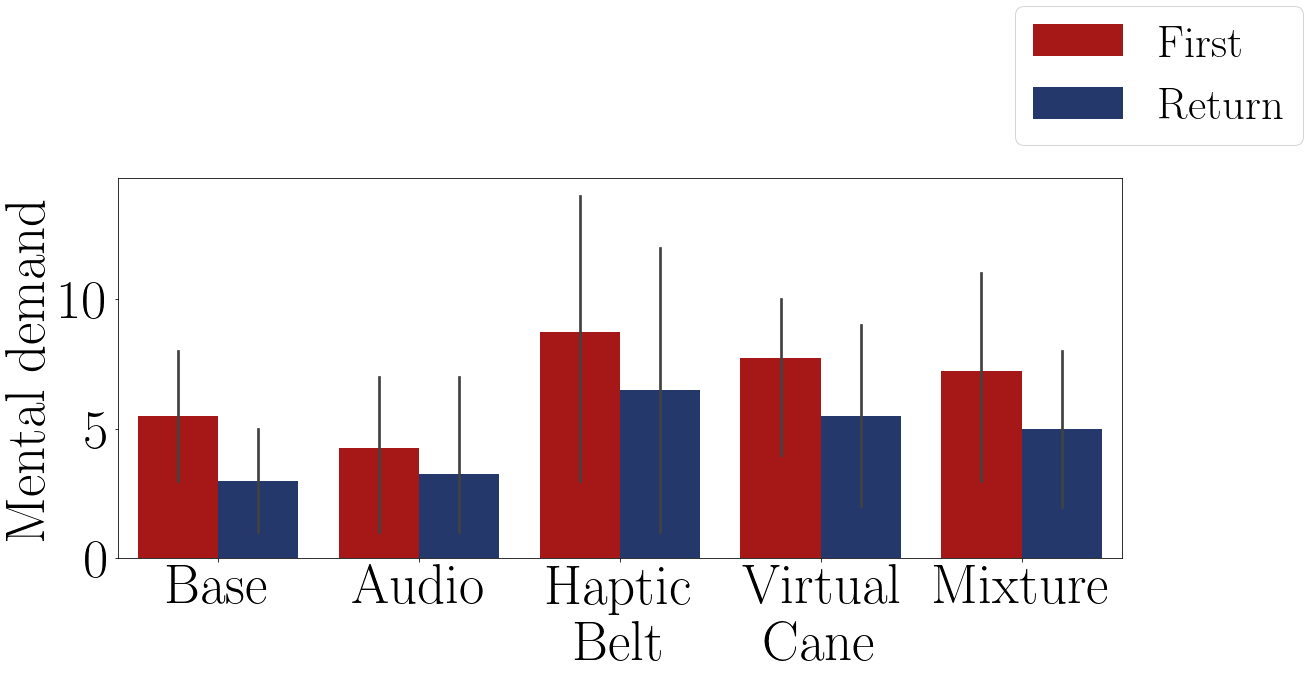 First
Return
Mental demand
10
5
0
Base
Audio
Haptic
Belt
Virtual
Cane
Mixture